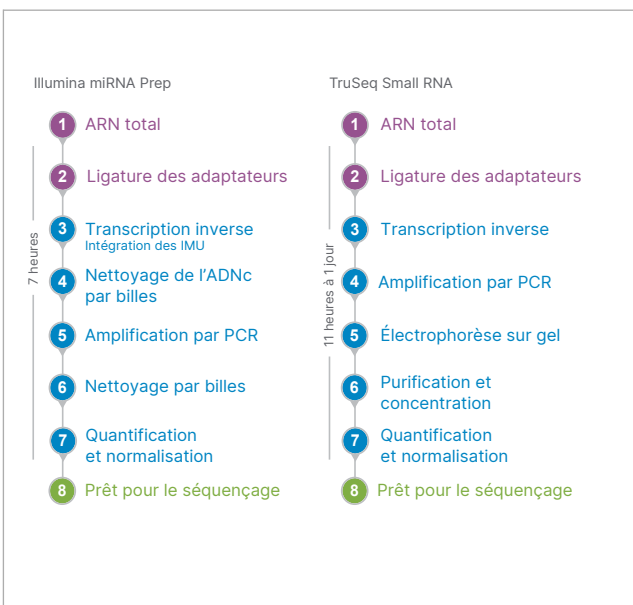 Illumina miRNA Prep
1 ARN total
2 Ligature des adaptateurs
3 Transcription inverse
Intégration des IMU
4 Nettoyage de l'ADNc
par billes
5 Amplification par PCR
6 Nettoyage par billes
7 Quantification
et normalisation
8 Prêt pour le séquençage
7 heures
TruSeq Small RNA
1 ARN total
2 Ligature des adaptateurs
3 Transcription inverse
4 Amplification par PCR
5 Électrophorèse sur gel
6 Purification et
concentration
7 Quantification
et normalisation
8 Prêt pour le séquençage
11 heures à 1 jour